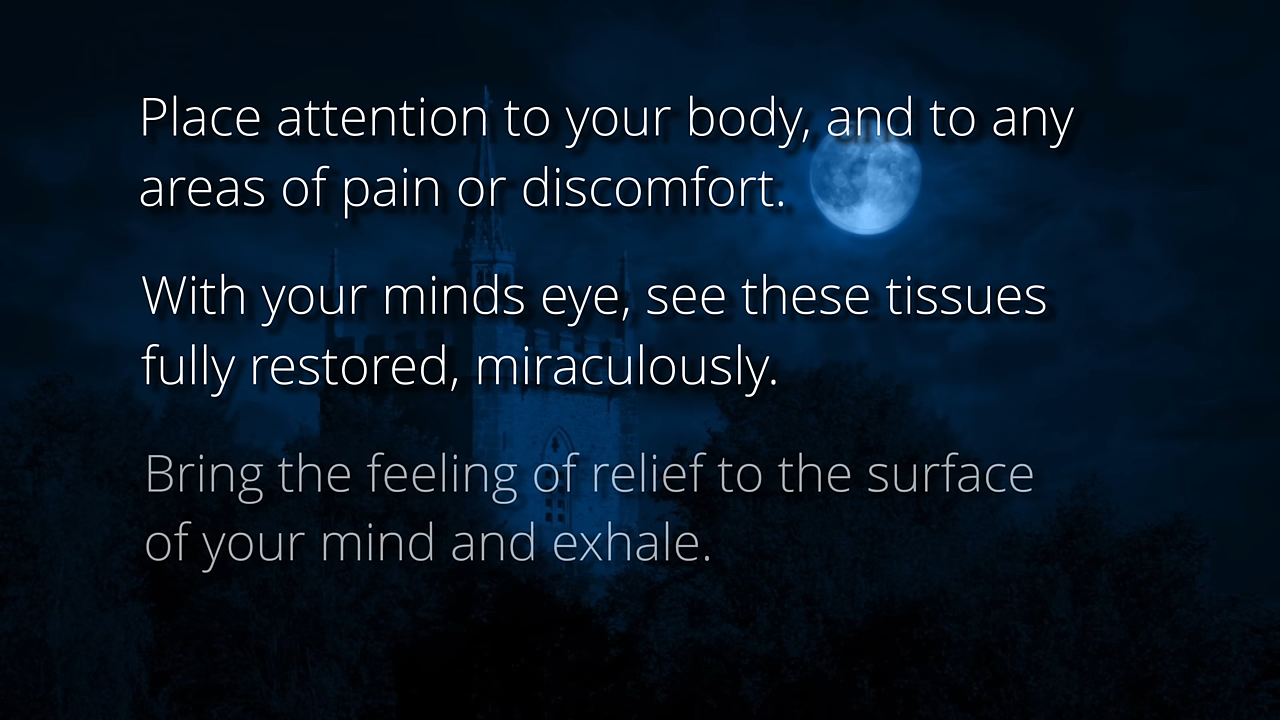 Place attention to your body, and to any
areas of pain or discomfort.
With your minds eye, see these tissues
fully restored, miraculously.
Bring the feeling of relief to the surface
of your mind and exhale.